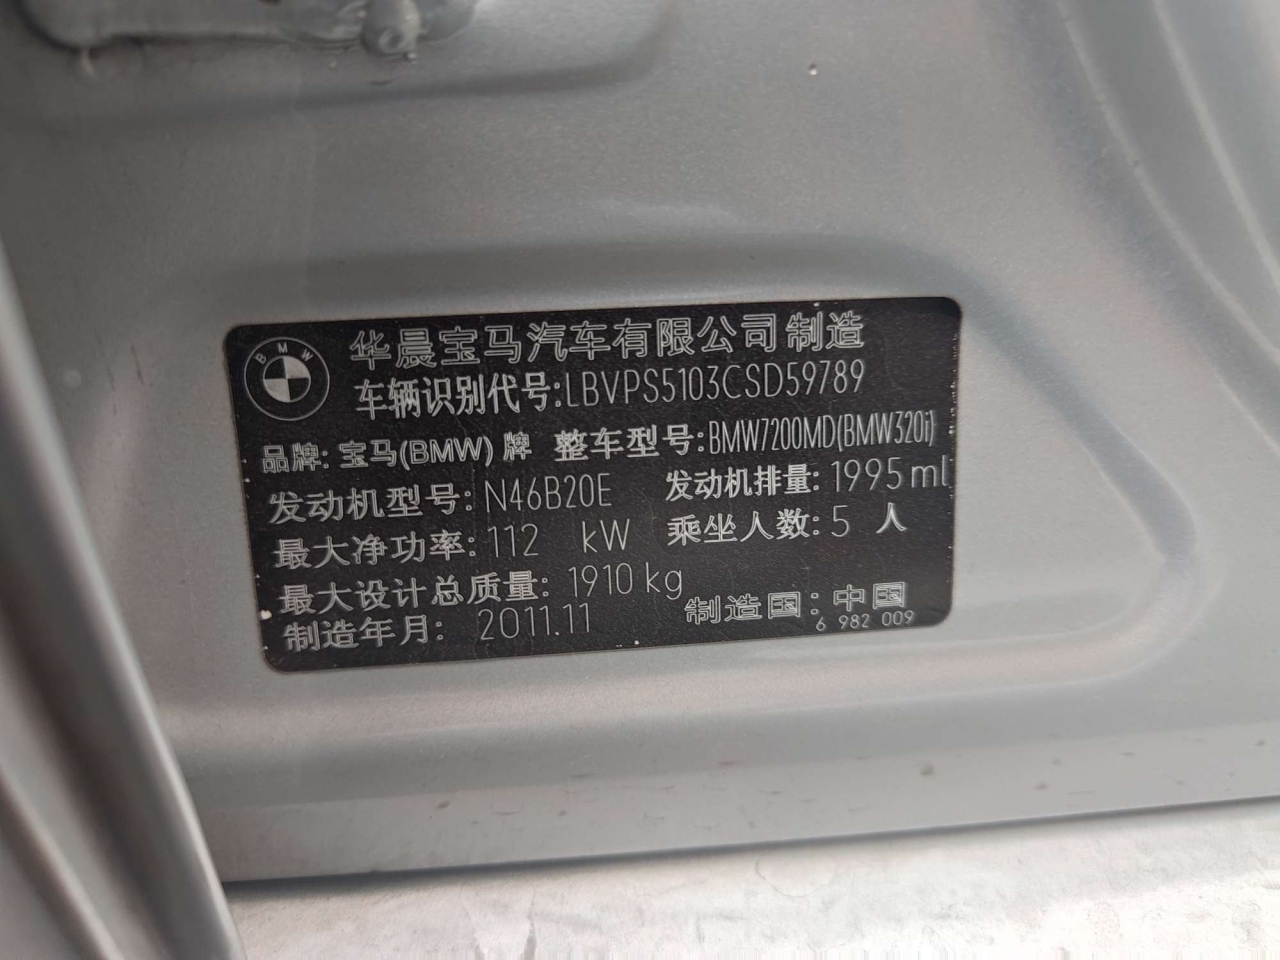 BMW
华晨宝马汽车有限公司制造
车辆识别代号:LBVPS5103CSD59789
品牌: 宝马(BMW)牌 整车型号:BMW7200MD(BMW320i)
发动机型号: N46B20E 发动机排量: 1995ml
最大净功率: 112 kW 乘坐人数: 5 人
最大设计总质量: 1910kg
制造年月: 2011.11 制造国: 中国
6 982 009